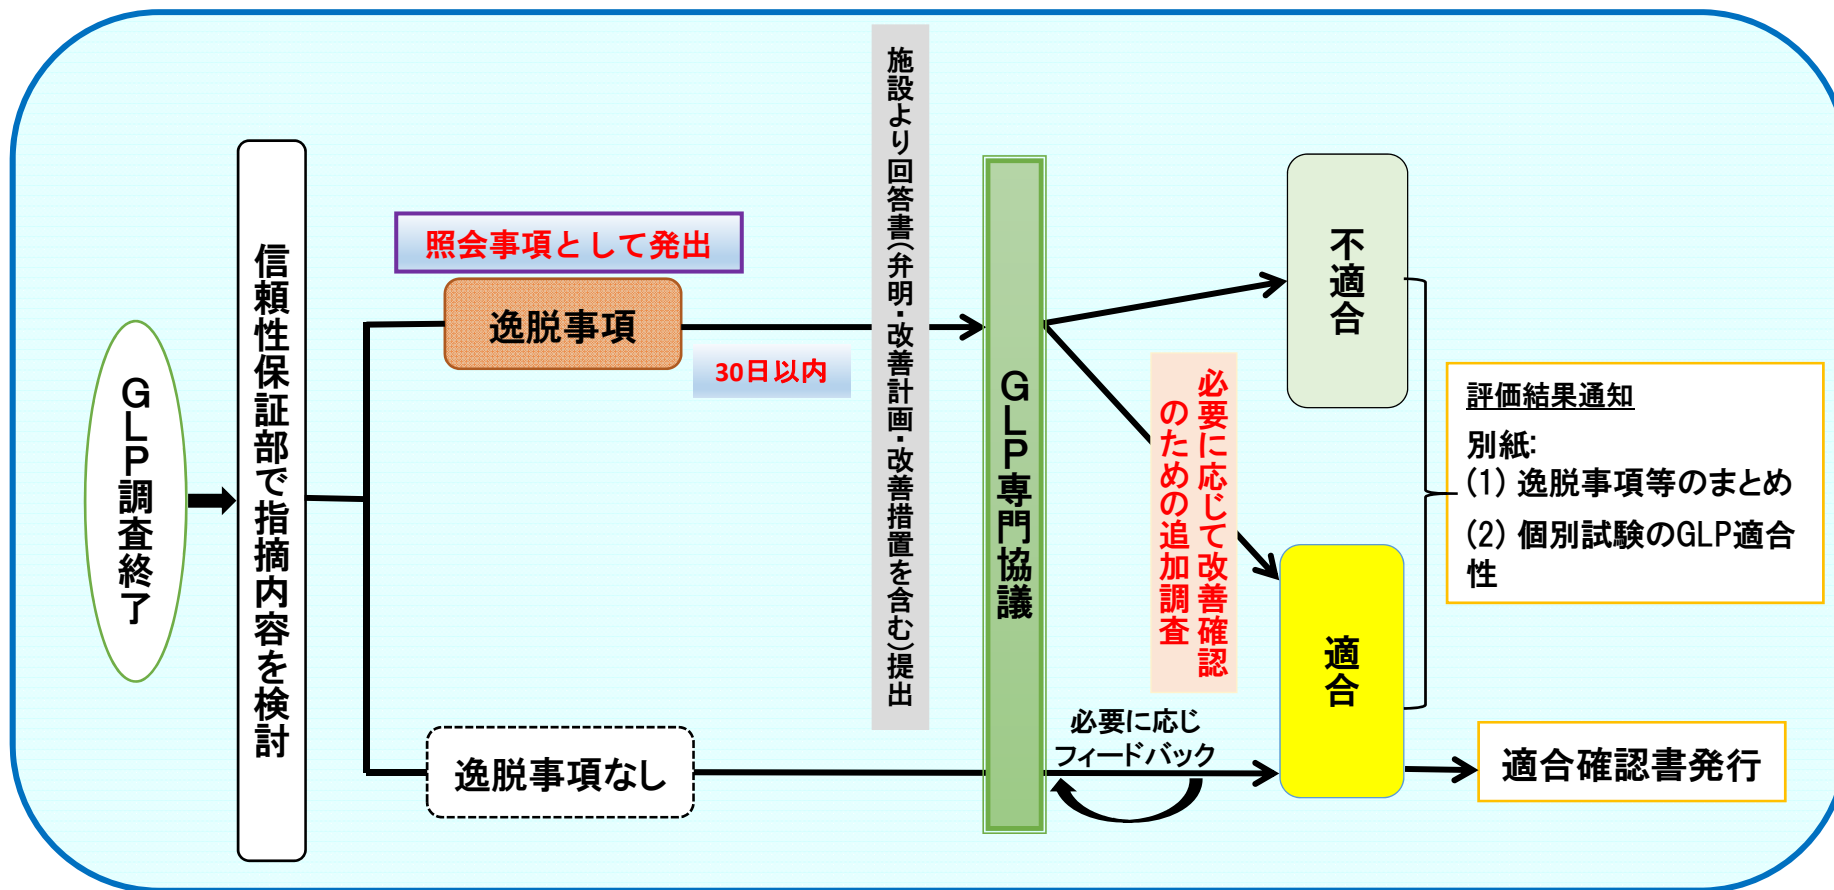 GLP調査終了
信頼性保証部で指摘内容を検討
照会事項として発出
逸脱事項
30日以内
逸脱事項なし
施設より回答書(弁明・改善計画・改善措置を含む)提出
GLP専門協議
必要に応じて改善確認
のための追加調査
必要に応じ
フィードバック
不適合
適合
評価結果通知
別紙:
(1) 逸脱事項等のまとめ
(2) 個別試験のGLP適合
性
適合確認書発行